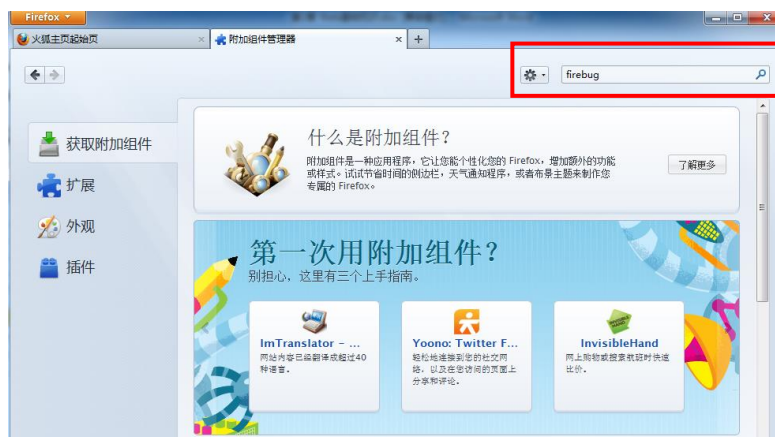 Firefox
火狐主页起始页
附加组件管理器
firebug
获取附加组件
扩展
外观
插件
什么是附加组件？
附加组件是一种应用程序，它让您能个性化您的 Firefox，增加额外的功能
或样式。试试节省时间的侧边栏，天气通知程序，或者布景主题来制作您
专属的 Firefox。
了解更多
第一次用附加组件？
别担心，这里有三个上手指南。
ImTranslator - ...
网站内容已经翻译成超过40
种语言。
Yoono: Twitter F...
轻松地连接到您的社交网
络，以及在您访问的页面上
分享和评论。
InvisibleHand
网上购物或搜索航班时快速
比价。